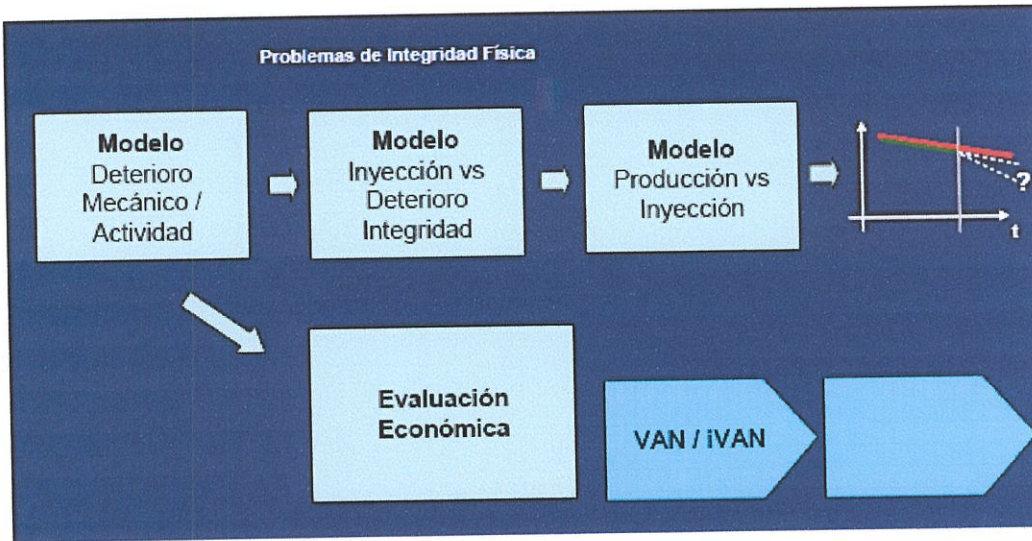 Problemas de Integridad Física
Modelo
Deterioro
Mecánico /
Actividad
Modelo
Inyección vs
Deterioro
Integridad
Modelo
Producción vs
Inyección
?
t
Evaluación
Económica
VAN / iVAN